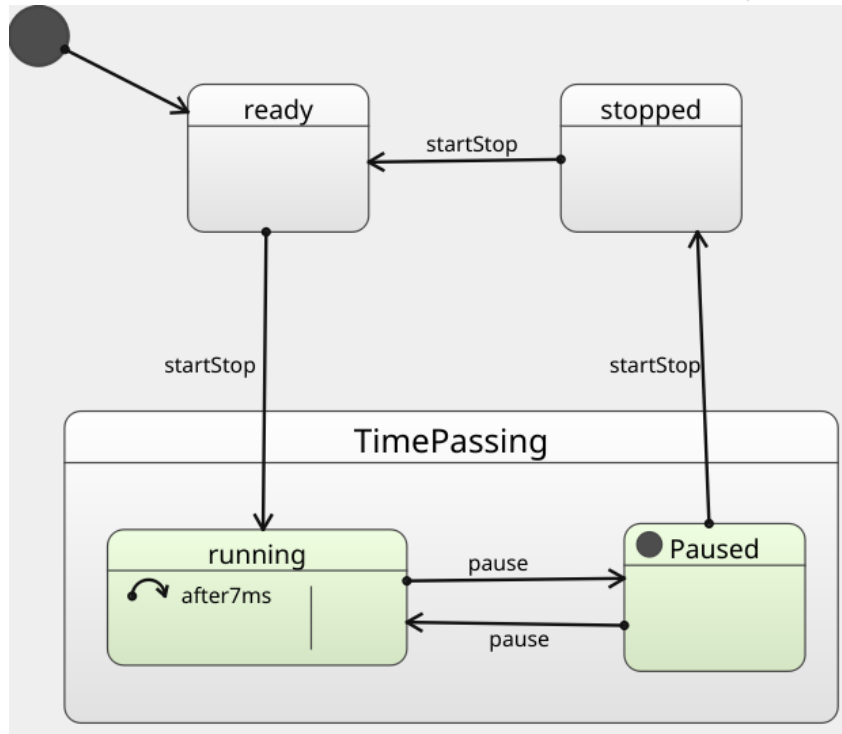 ready
stopped
startStop
startStop
startStop
TimePassing
running
Paused
after7ms
pause
pause